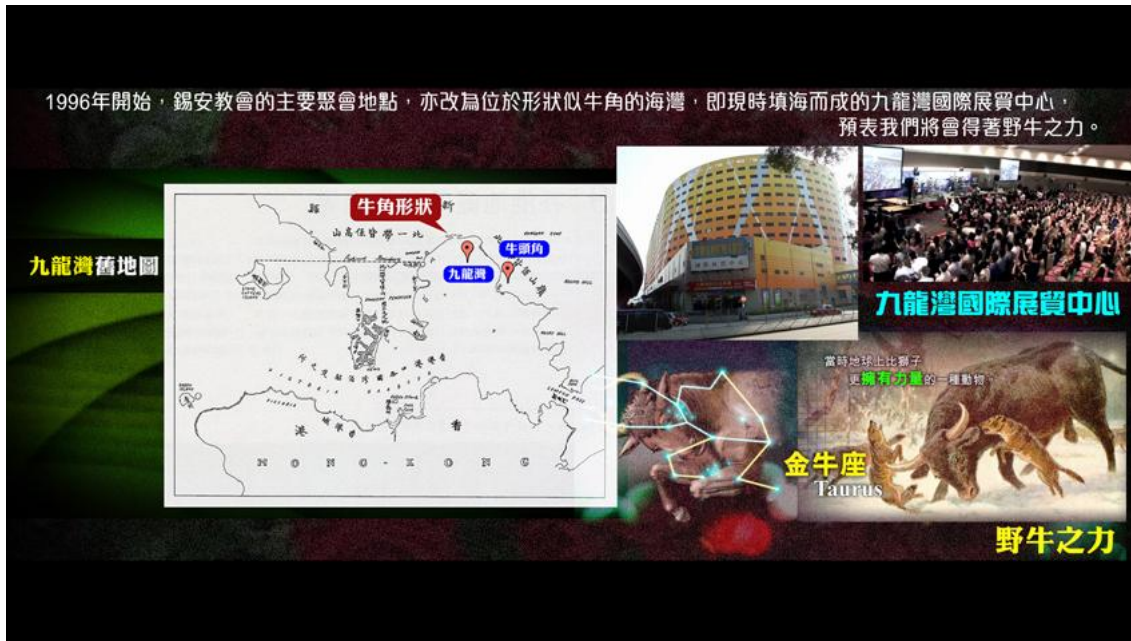 1996年開始，錫安教會的主要聚會地點，亦改為位於形狀似牛角的海灣，即現時填海而成的九龍灣國際展貿中心，
預表我們將會得著野牛之力。
牛角形狀
牛頭角
九龍灣
九龍灣舊地圖
VICTORIA
香
港
HONG-KONG
九龍灣國際展貿中心
當時地球上比獅子
更擁有力量的一種動物
金牛座
Taurus
野牛之力